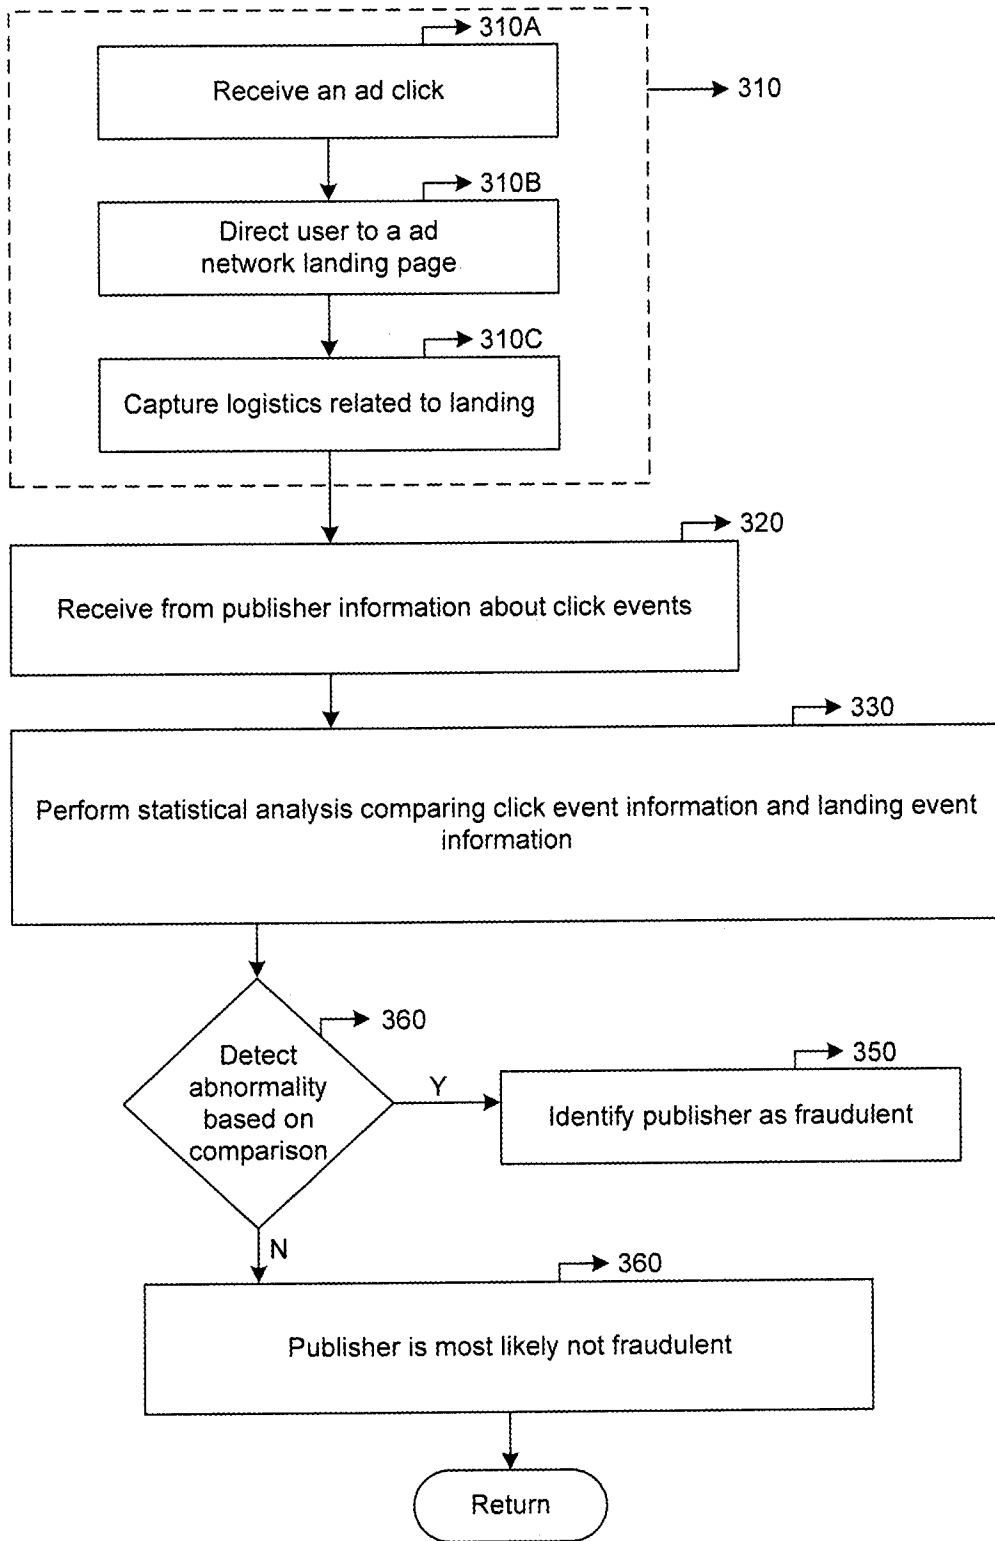 310A
Receive an ad click
310
310B
Direct user to a ad
network landing page
310C
Capture logistics related to landing
320
Receive from publisher information about click events
330
Perform statistical analysis comparing click event information and landing event
information
360
Detect
abnormality
based on
comparison
Y
350
Identify publisher as fraudulent
N
360
Publisher is most likely not fraudulent
Return